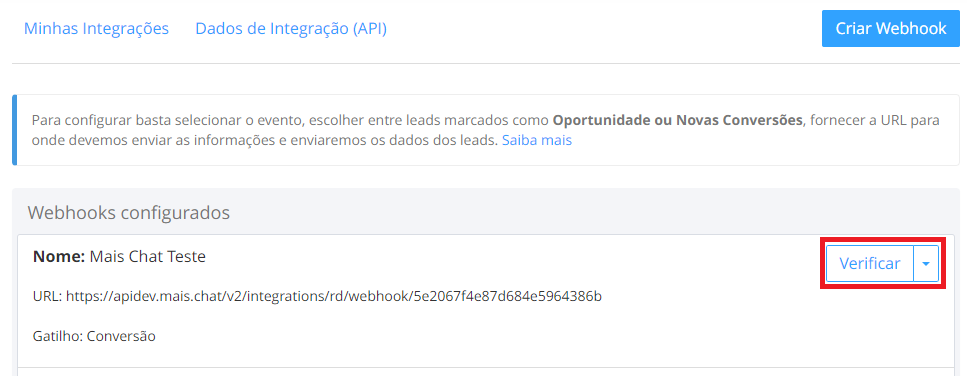 Minhas Integrações Dados de Integração (API) Criar Webhook
Para configurar basta selecionar o evento, escolher entre leads marcados como Oportunidade ou Novas Conversões, fornecer a URL para
onde devemos enviar as informações e enviaremos os dados dos leads. Saiba mais
Webhooks configurados
Nome: Mais Chat Teste
Verificar
URL: https://apidev.mais.chat/v2/integrations/rd/webhook/5e2067f4e87d684e5964386b
Gatilho: Conversão